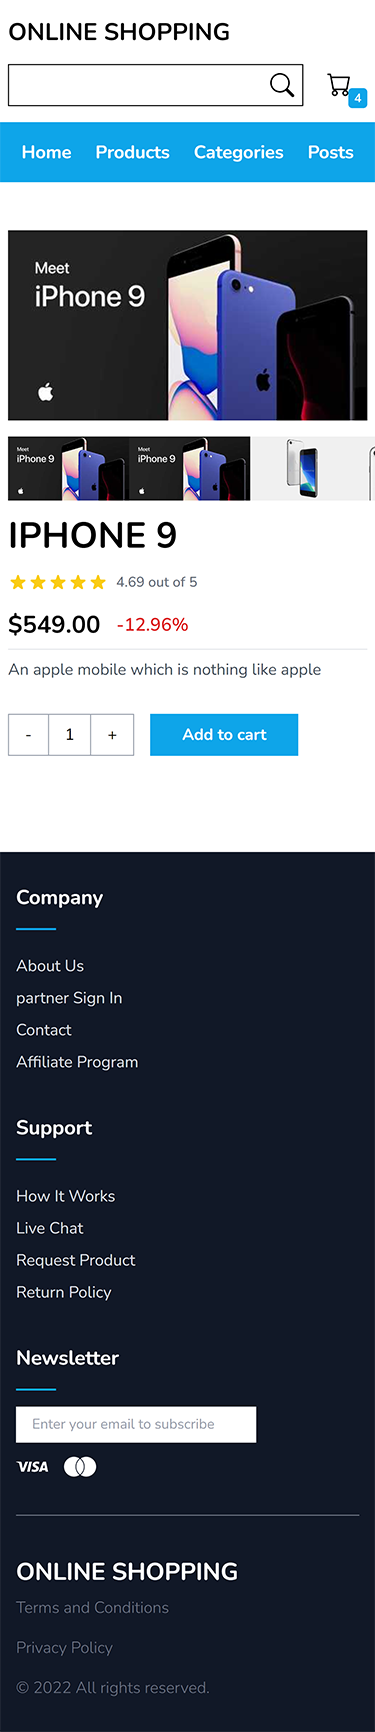 ONLINE SHOPPING
4
Home Products Categories Posts
Meet
iPhone 9
Meet
iPhone 9
Meet
iPhone 9
IPHONE 9
4.69 out of 5
$549.00 -12.96%
An apple mobile which is nothing like apple
- 1 + Add to cart
Company
About Us
partner Sign In
Contact
Affiliate Program
Support
How It Works
Live Chat
Request Product
Return Policy
Newsletter
Enter your email to subscribe
VISA
ONLINE SHOPPING
Terms and Conditions
Privacy Policy
© 2022 All rights reserved.